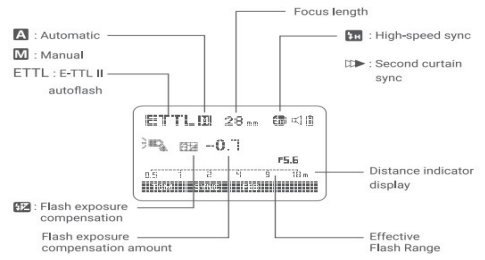 Focus length
A : Automatic
M : Manual
ETTL : E-TTL II
autoflash
H : High-speed sync
: Second curtain
sync
ETTL M 28 mm
-0.7
F5.6
0.5 1 2 4 9 18 m
Distance indicator
display
: Flash exposure
compensation
Flash exposure
compensation amount
Effective
Flash Range